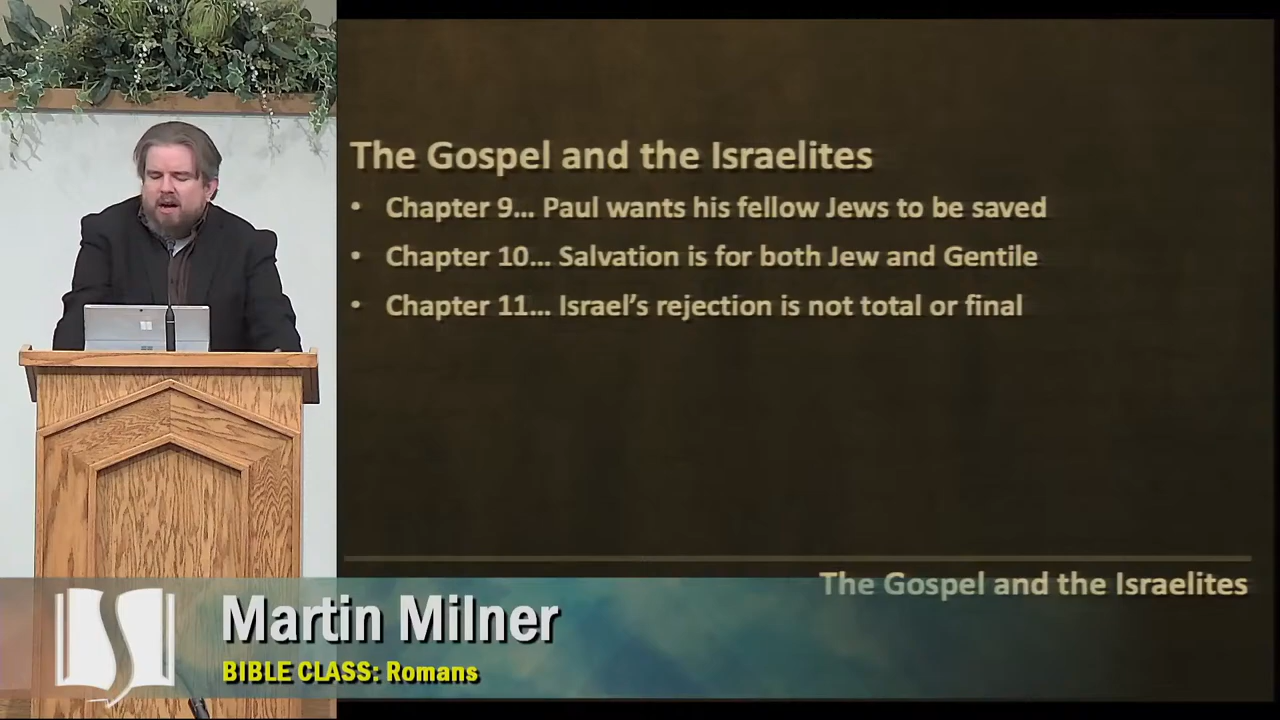 The Gospel and the Israelites
• Chapter 9... Paul wants his fellow Jews to be saved
• Chapter 10... Salvation is for both Jew and Gentile
• Chapter 11... Israel's rejection is not total or final
The Gospel and the Israelites
Martin Milner
BIBLE CLASS: Romans